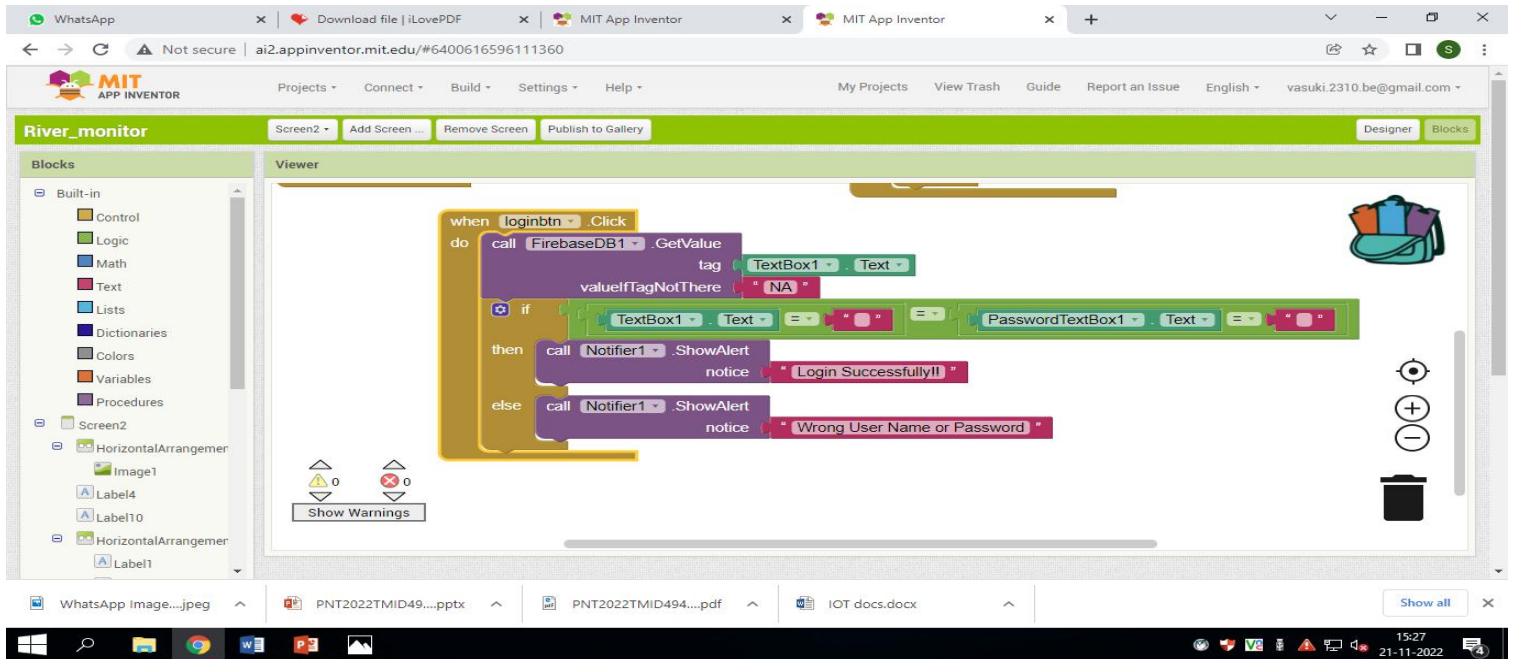 WhatsApp
Download file | iLovePDF
MIT App Inventor
MIT App Inventor
Not secure | ai2.appinventor.mit.edu/#6400616596111360
S
MIT
APP INVENTOR
Projects Connect Build Settings Help
My Projects View Trash Guide Report an Issue English vasuki.2310.be@gmail.com
River_monitor
Screen2 Add Screen ... Remove Screen Publish to Gallery
Designer Blocks
Blocks
Viewer
Built-in
Control
Logic
Math
Text
Lists
Dictionaries
Colors
Variables
Procedures
Screen2
HorizontalArrangemen
Image1
Label4
Label10
HorizontalArrangemen
Label1
when loginbtn .Click
do call FirebaseDB1 .GetValue
tag TextBox1 . Text
valueIfTagNotThere " NA "
if TextBox1 . Text = " " = PasswordTextBox1 . Text = " "
then call Notifier1 .ShowAlert
notice " Login Successfully!! "
else call Notifier1 .ShowAlert
notice " Wrong User Name or Password "
0 0
Show Warnings
WhatsApp Image....jpeg
PNT2022TMID49....pptx
PNT2022TMID494....pdf
IOT docs.docx
Show all
15:27
21-11-2022
4